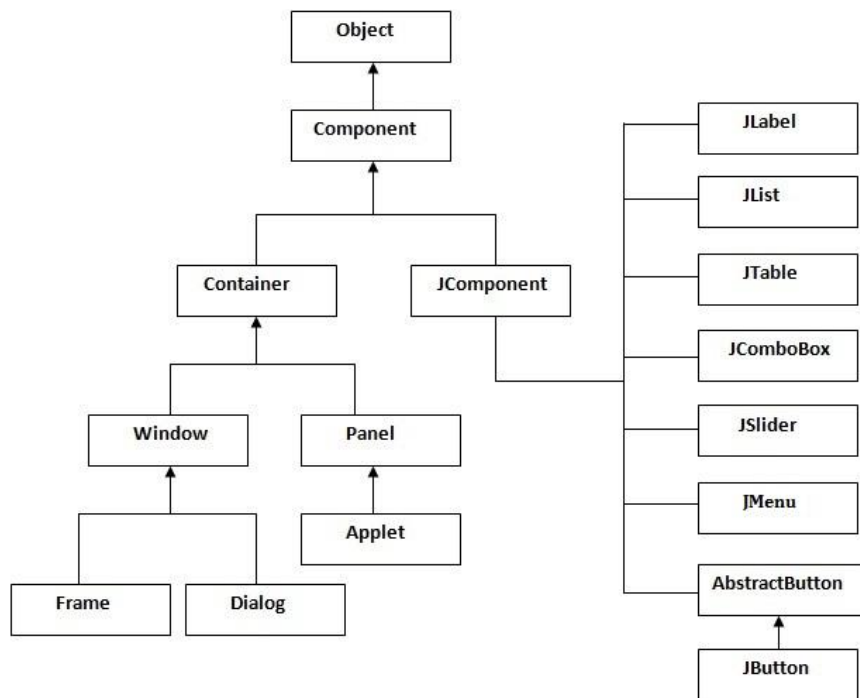 Object
Component
Container
JComponent
Window
Panel
Applet
Frame
Dialog
JLabel
JList
JTable
JComboBox
JSlider
JMenu
AbstractButton
JButton